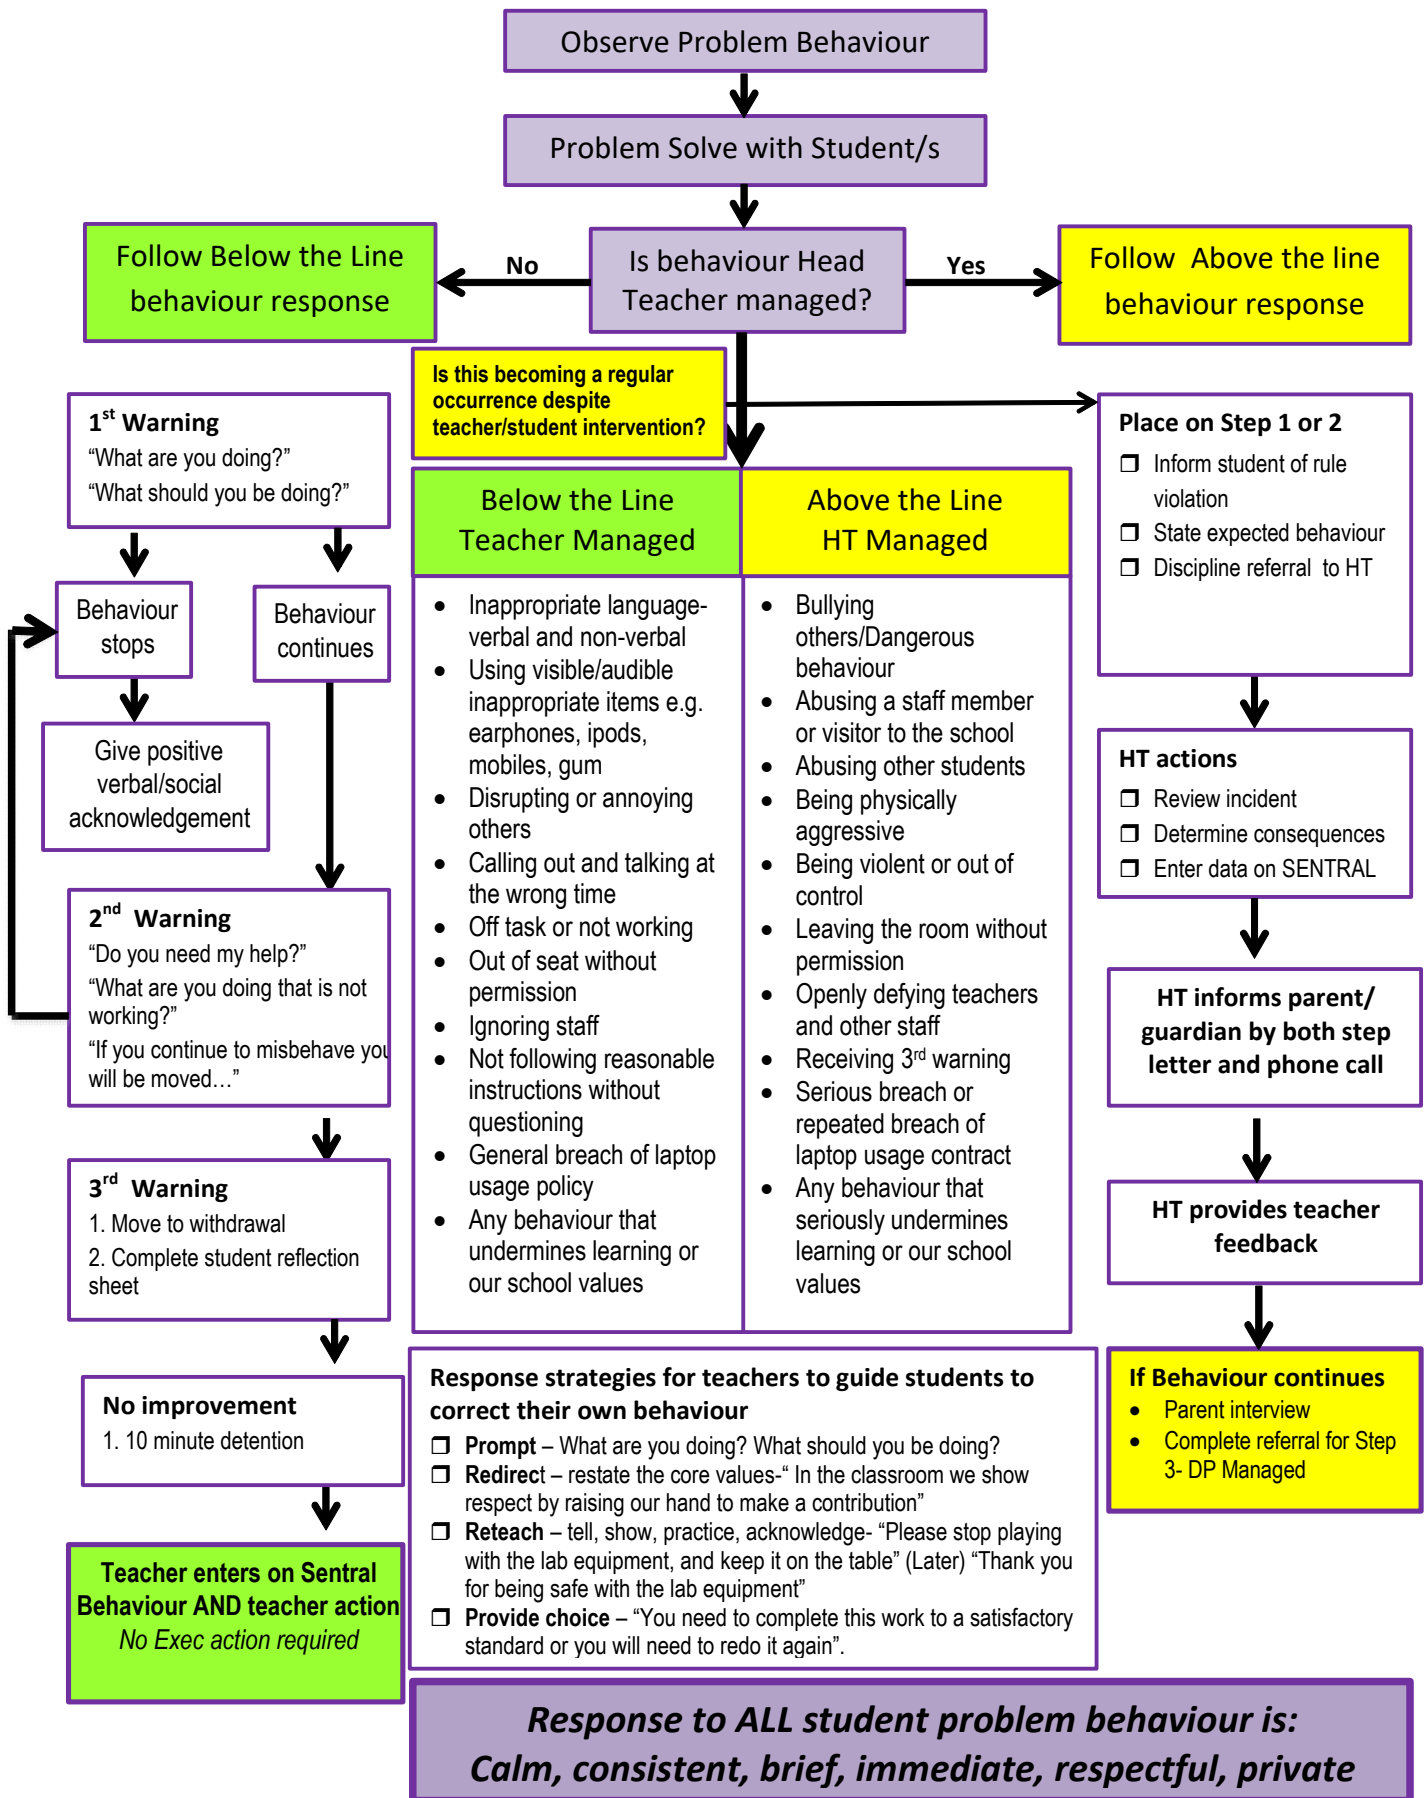 Observe Problem Behaviour
Problem Solve with Student/s
Is behaviour Head
Teacher managed?
No
Yes
Follow Below the Line
behaviour response
Follow Above the line
behaviour response
Is this becoming a regular
occurrence despite
teacher/student intervention?
1st Warning
“What are you doing?”
“What should you be doing?”
Behaviour
stops
Behaviour
continues
Give positive
verbal/social
acknowledgement
2nd Warning
“Do you need my help?”
“What are you doing that is not
working?”
“If you continue to misbehave you
will be moved…”
3rd Warning
1. Move to withdrawal
2. Complete student reflection
sheet
No improvement
1. 10 minute detention
Teacher enters on Sentral
Behaviour AND teacher action
No Exec action required
Below the Line
Teacher Managed
• Inappropriate language-
verbal and non-verbal
• Using visible/audible
inappropriate items e.g.
earphones, ipods,
mobiles, gum
• Disrupting or annoying
others
• Calling out and talking at
the wrong time
• Off task or not working
• Out of seat without
permission
• Ignoring staff
• Not following reasonable
instructions without
questioning
• General breach of laptop
usage policy
• Any behaviour that
undermines learning or
our school values
Above the Line
HT Managed
• Bullying
others/Dangerous
behaviour
• Abusing a staff member
or visitor to the school
• Abusing other students
• Being physically
aggressive
• Being violent or out of
control
• Leaving the room without
permission
• Openly defying teachers
and other staff
• Receiving 3rd warning
• Serious breach or
repeated breach of
laptop usage contract
• Any behaviour that
seriously undermines
learning or our school
values
Place on Step 1 or 2
❒ Inform student of rule
violation
❒ State expected behaviour
❒ Discipline referral to HT
HT actions
❒ Review incident
❒ Determine consequences
❒ Enter data on SENTRAL
HT informs parent/
guardian by both step
letter and phone call
HT provides teacher
feedback
If Behaviour continues
• Parent interview
• Complete referral for Step
3- DP Managed
Response strategies for teachers to guide students to
correct their own behaviour
❒ Prompt – What are you doing? What should you be doing?
❒ Redirect – restate the core values-“ In the classroom we show
respect by raising our hand to make a contribution”
❒ Reteach – tell, show, practice, acknowledge- “Please stop playing
with the lab equipment, and keep it on the table” (Later) “Thank you
for being safe with the lab equipment”
❒ Provide choice – “You need to complete this work to a satisfactory
standard or you will need to redo it again”.
Response to ALL student problem behaviour is:
Calm, consistent, brief, immediate, respectful, private